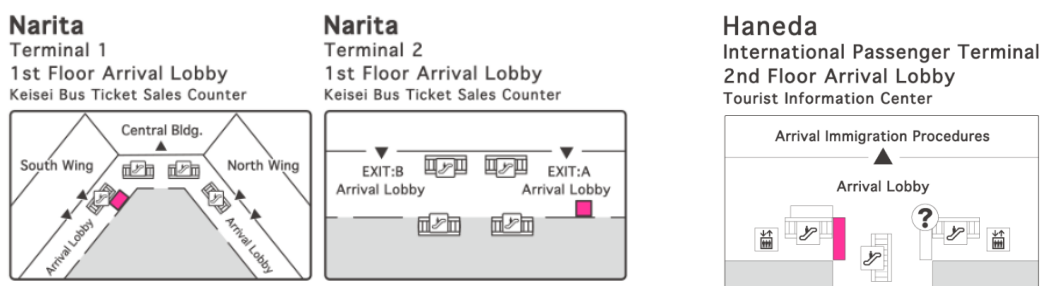 Narita
Terminal 1
1st Floor Arrival Lobby
Keisei Bus Ticket Sales Counter
Central Bldg.
South Wing
North Wing
Arrival Lobby
Arrival Lobby
Narita
Terminal 2
1st Floor Arrival Lobby
Keisei Bus Ticket Sales Counter
EXIT:B
Arrival Lobby
EXIT:A
Arrival Lobby
Haneda
International Passenger Terminal
2nd Floor Arrival Lobby
Tourist Information Center
Arrival Immigration Procedures
Arrival Lobby
?